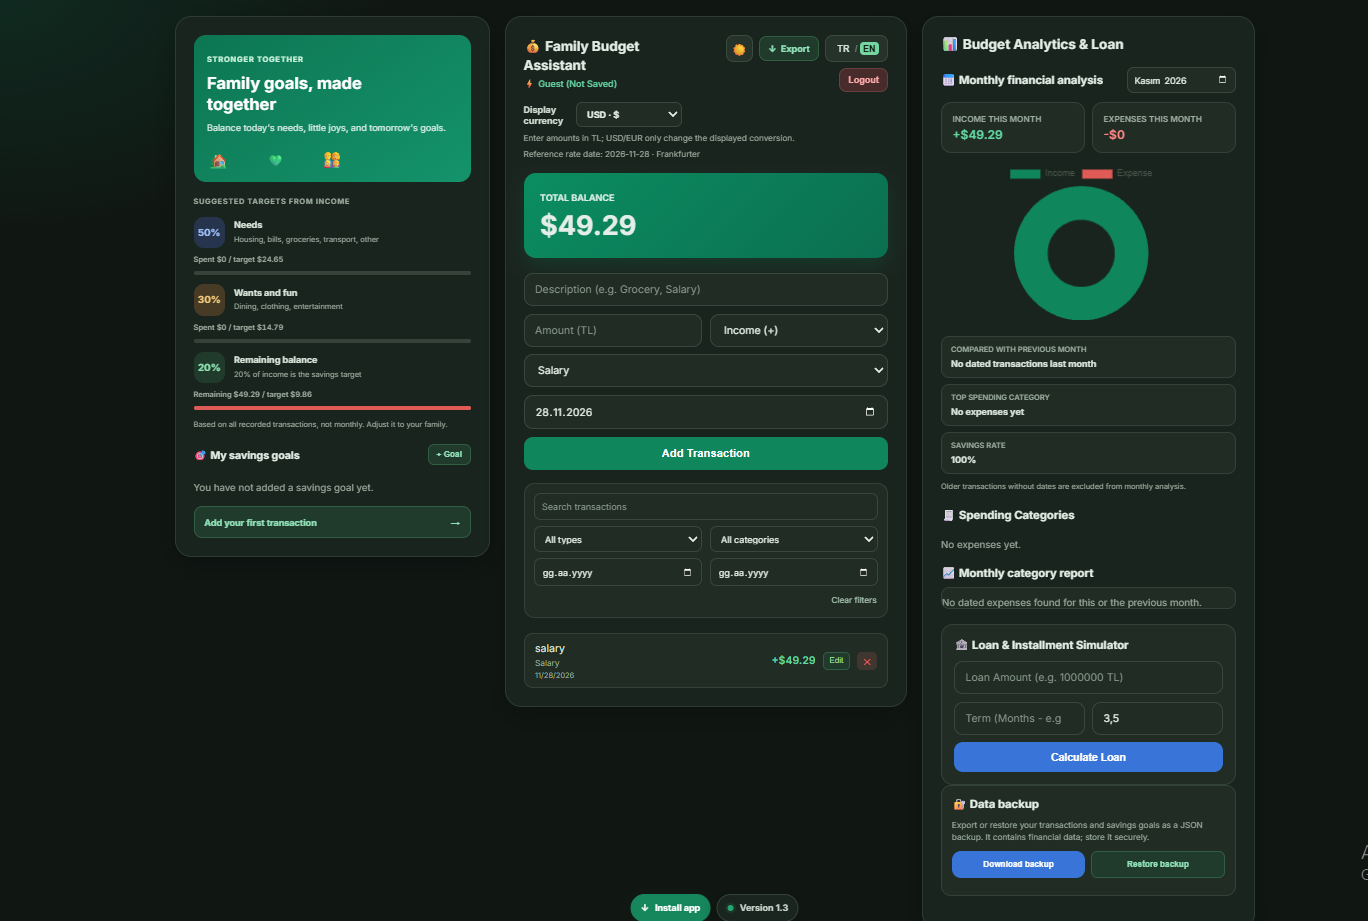 STRONGER TOGETHER
Family goals, made
together
Balance today's needs, little joys, and tomorrow's goals.
SUGGESTED TARGETS FROM INCOME
50%
Needs
Housing, bills, groceries, transport, other
Spent $0 / target $24.65
30%
Wants and fun
Dining, clothing, entertainment
Spent $0 / target $14.79
20%
Remaining balance
20% of income is the savings target
Remaining $49.29 / target $9.86
Based on all recorded transactions, not monthly. Adjust it to your family.
My savings goals
+ Goal
You have not added a savings goal yet.
Add your first transaction →
Family Budget
Assistant
Guest (Not Saved)
↓ Export
TR / EN
Logout
Display
currency
USD · $
Enter amounts in TL; USD/EUR only change the displayed conversion.
Reference rate date: 2026-11-28 · Frankfurter
TOTAL BALANCE
$49.29
Description (e.g. Grocery, Salary)
Amount (TL)
Income (+)
Salary
28.11.2026
Add Transaction
Search transactions
All types
All categories
gg.aa.yyyy
gg.aa.yyyy
Clear filters
salary
Salary
11/28/2026
+$49.29
Edit
×
Budget Analytics & Loan
Monthly financial analysis
Kasım 2026
INCOME THIS MONTH
+$49.29
EXPENSES THIS MONTH
-$0
Income
Expense
COMPARED WITH PREVIOUS MONTH
No dated transactions last month
TOP SPENDING CATEGORY
No expenses yet
SAVINGS RATE
100%
Older transactions without dates are excluded from monthly analysis.
Spending Categories
No expenses yet.
Monthly category report
No dated expenses found for this or the previous month.
Loan & Installment Simulator
Loan Amount (e.g. 1000000 TL)
Term (Months - e.g
3,5
Calculate Loan
Data backup
Export or restore your transactions and savings goals as a JSON
backup. It contains financial data; store it securely.
Download backup
Restore backup
↓ Install app
Version 1.3